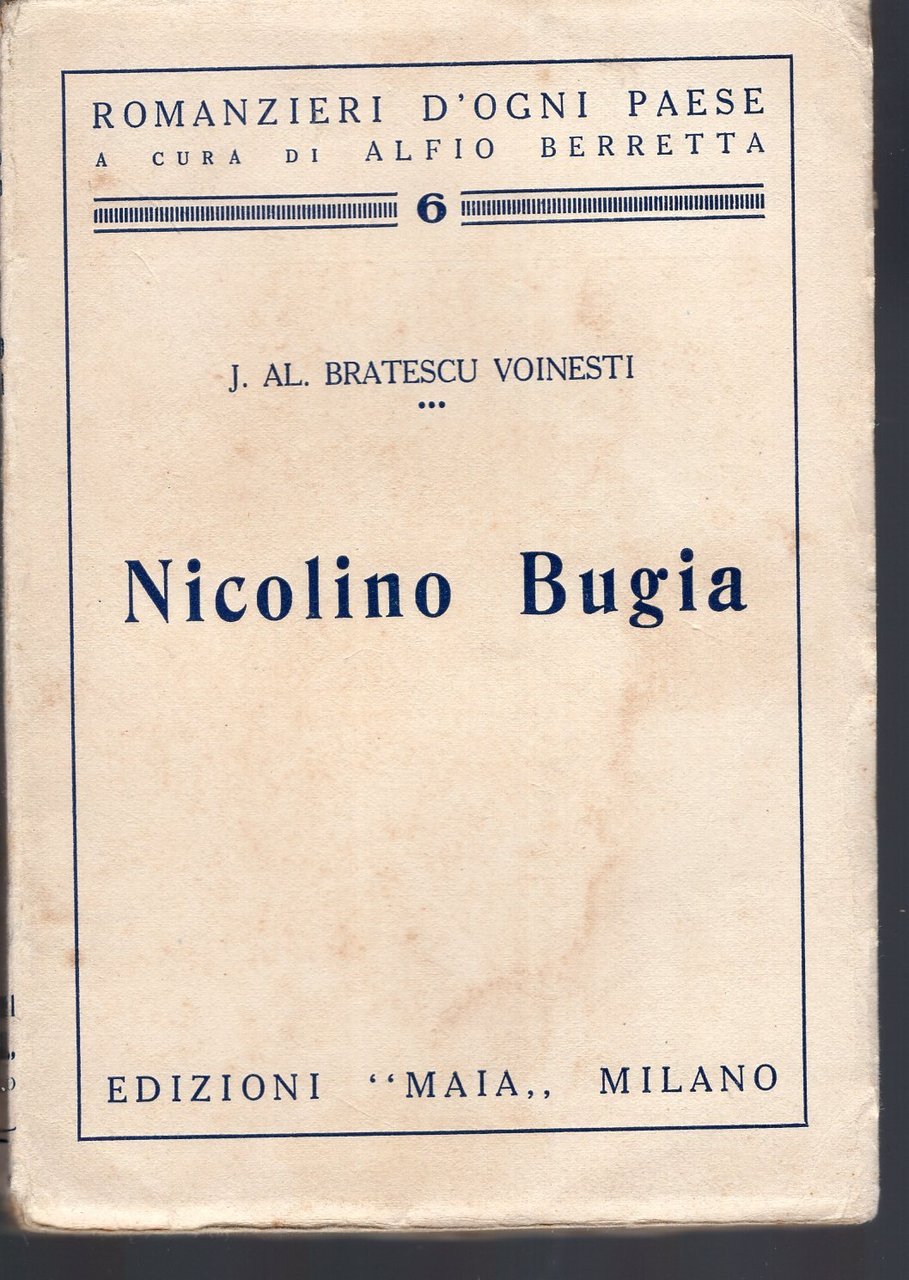 ROMANZIERI D'OGNI PAESE
A CURA DI ALFIO BERRETTA
6
J. AL. BRATESCU VOINESTI
Nicolino Bugia
EDIZIONI “MAIA,, MILANO